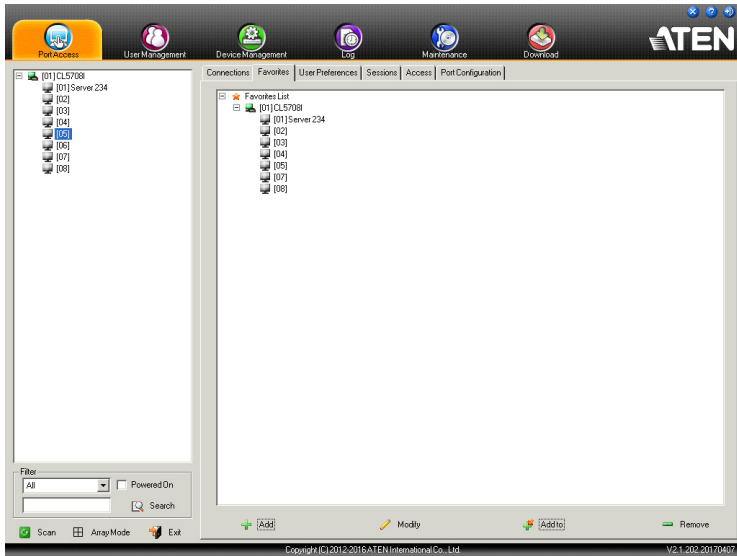 ATEN
Port Access
User Management
Device Management
Log
Maintenance
Download
[01]CL5708I
[01]Server 234
[02]
[03]
[04]
[05]
[06]
[07]
[08]
Filter
All
Powered On
Search
Scan
Array Mode
Exit
Connections Favorites User Preferences Sessions Access Port Configuration
Favorites List
[01]CL5708I
[01]Server 234
[02]
[03]
[04]
[05]
[07]
[08]
Add
Modify
Add to
Remove
Copyright (C) 2012-2016 ATEN International Co., Ltd.
V2.1.202.20170407